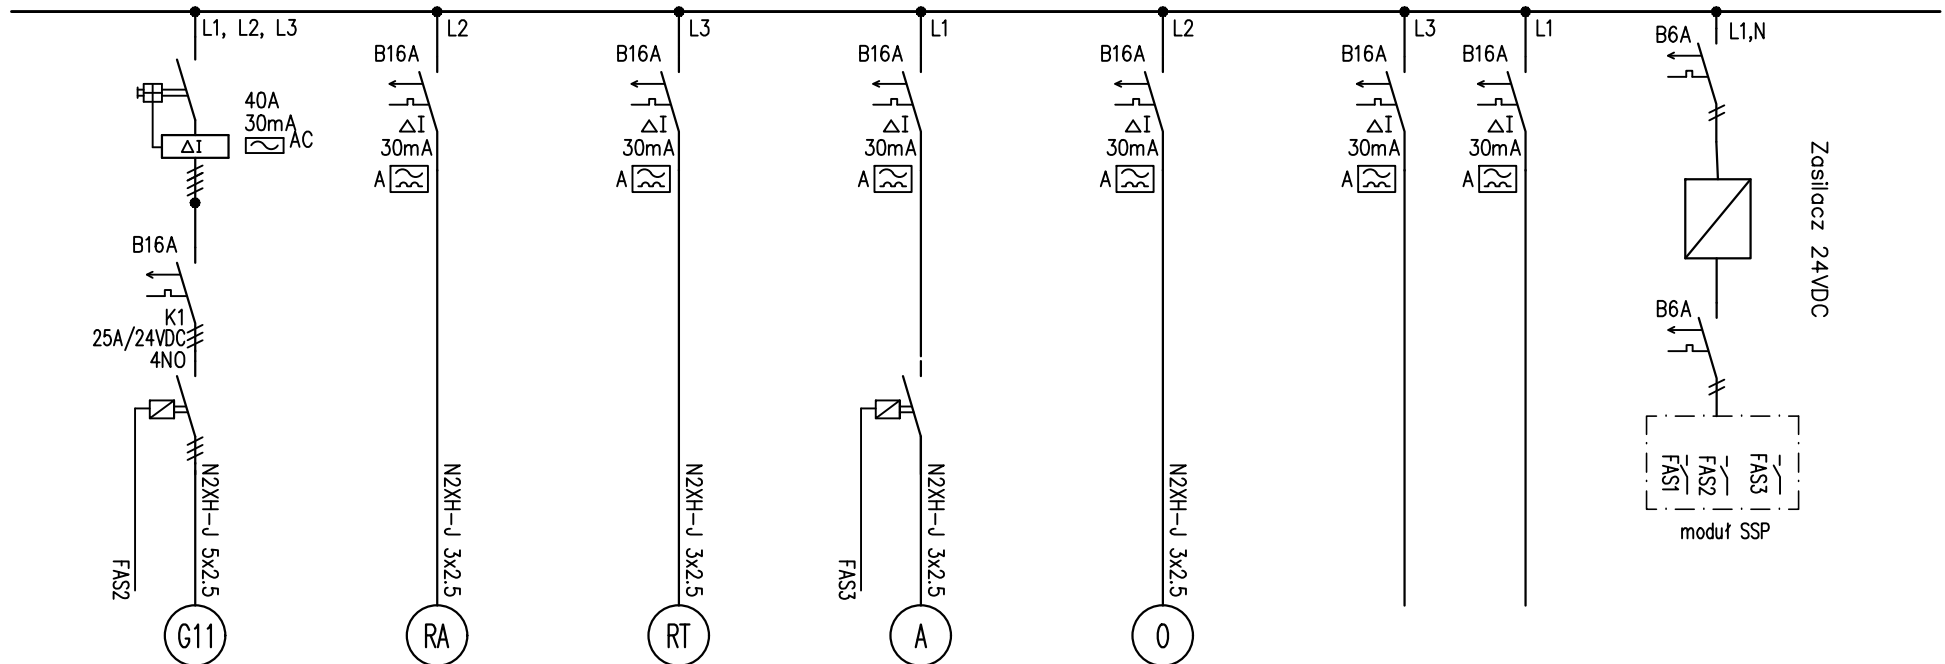 L1, L2, L3
L2
L3
L1
L2
L3
L1
L1,N
40A
30mA
AC
ΔI
B16A
K1
25A/24VDC
4NO
FAS2
N2XH-J 5x2.5
G11
B16A
ΔI
30mA
A
N2XH-J 3x2.5
RA
B16A
ΔI
30mA
A
N2XH-J 3x2.5
RT
B16A
ΔI
30mA
A
FAS3
N2XH-J 3x2.5
A
B16A
ΔI
30mA
A
N2XH-J 3x2.5
O
B16A
ΔI
30mA
A
B16A
ΔI
30mA
A
B6A
Zasilacz 24VDC
B6A
FAS1
FAS2
FAS3
moduł SSP